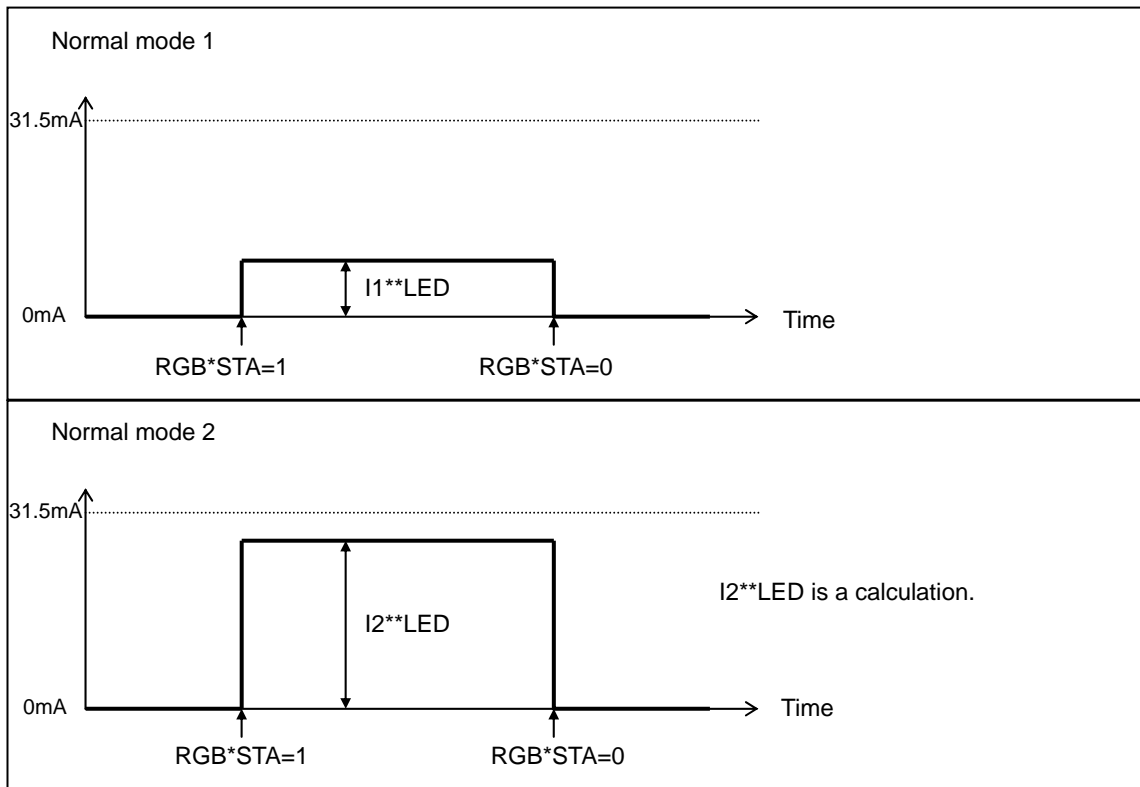 Normal mode 1
31.5mA
I1**LED
0mA
Time
RGB*STA=1 RGB*STA=0
Normal mode 2
31.5mA
I2**LED is a calculation.
I2**LED
0mA
Time
RGB*STA=1 RGB*STA=0